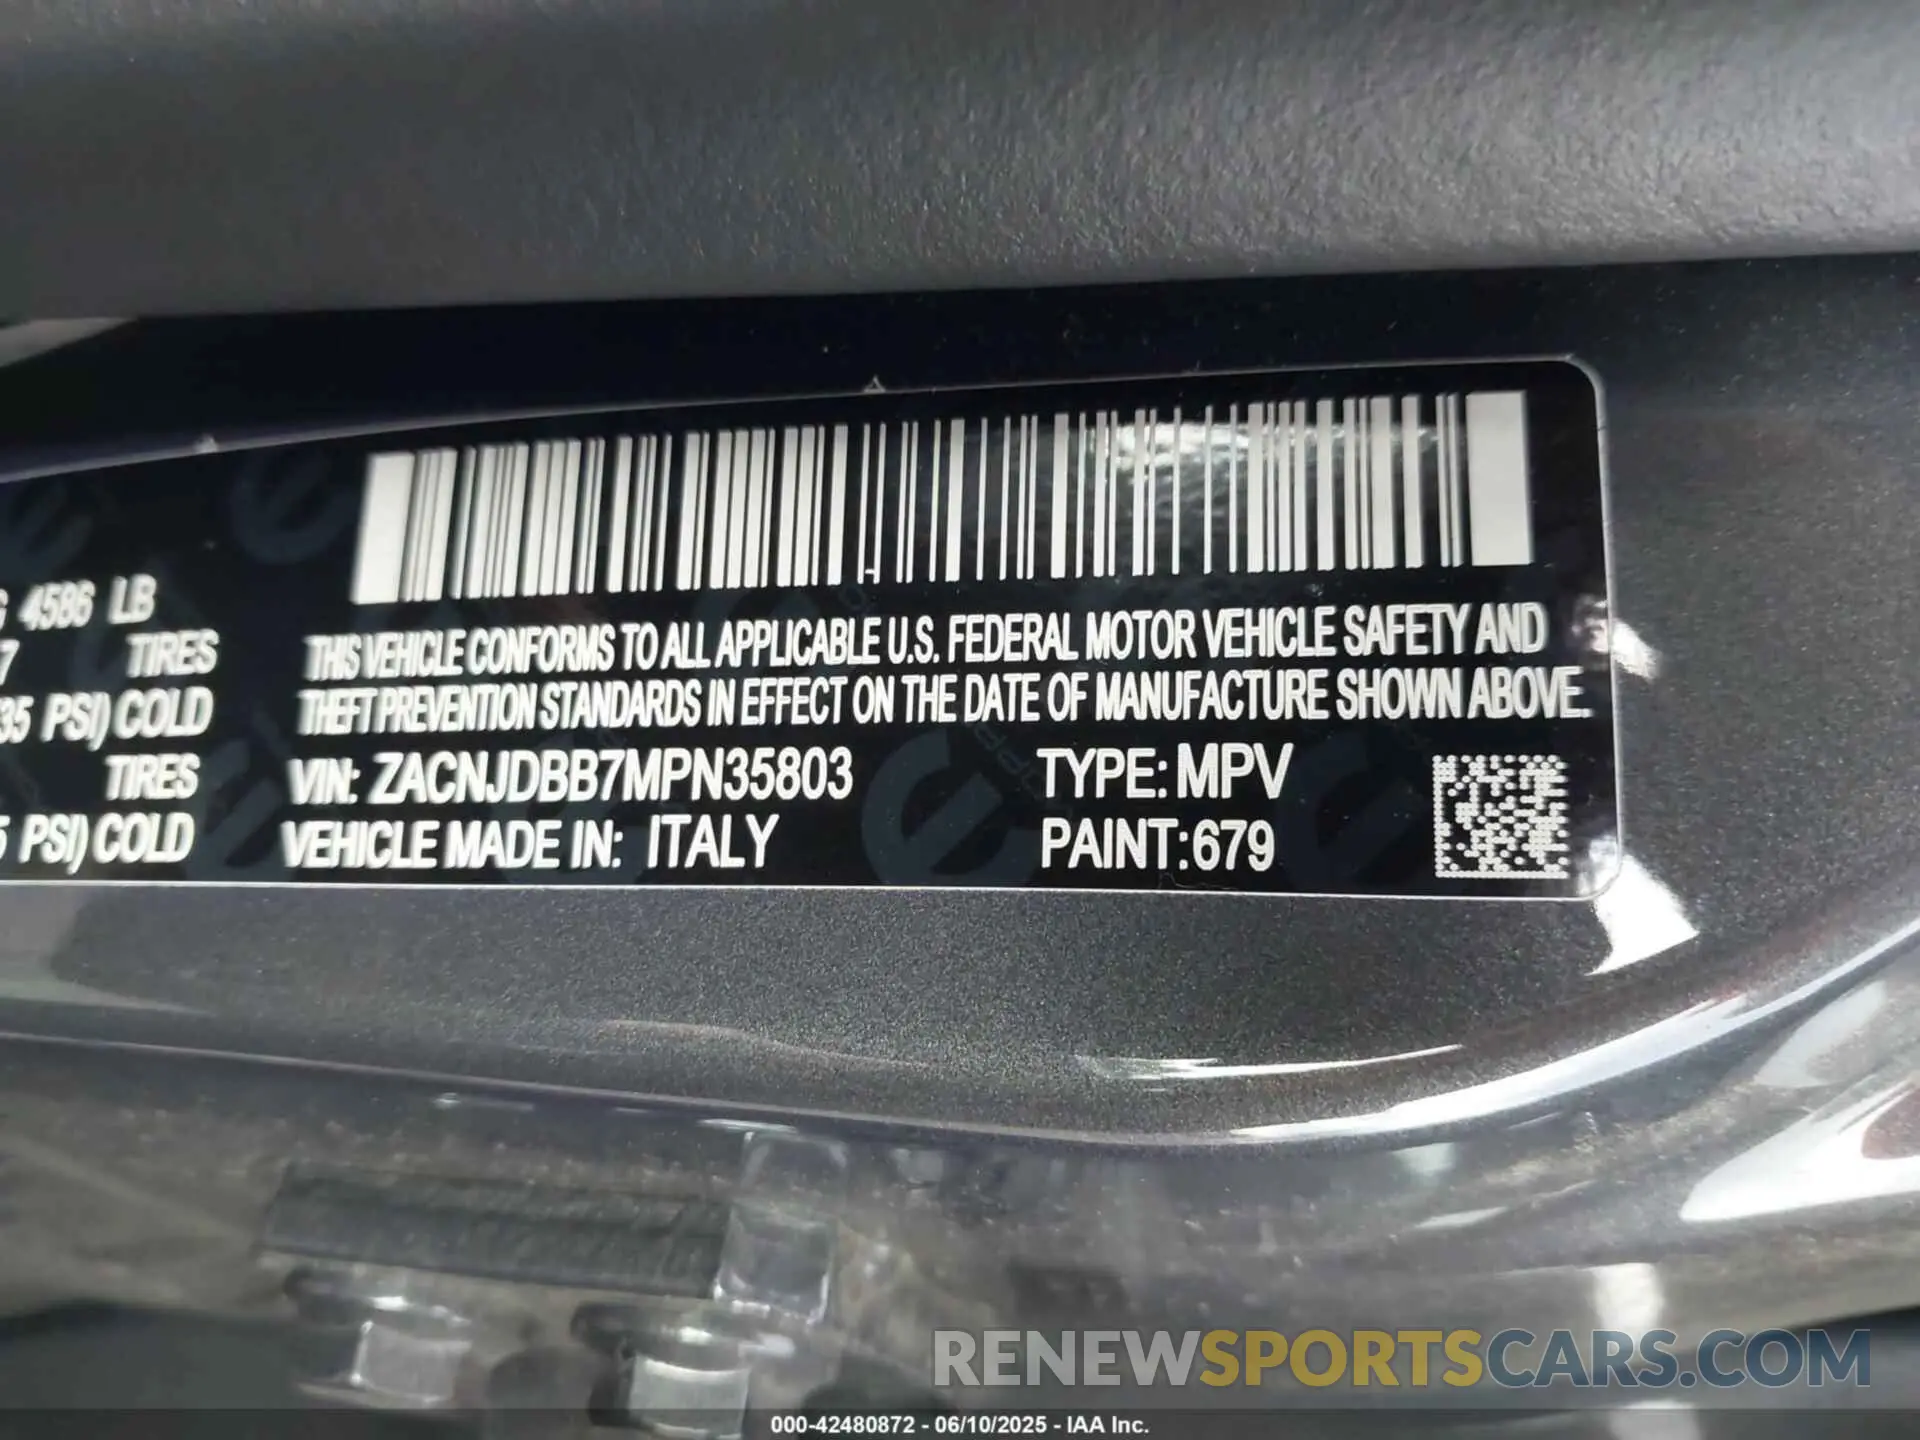 4586 LB
7 TIRES
35 PSI) COLD
TIRES
5 PSI) COLD
THIS VEHICLE CONFORMS TO ALL APPLICABLE U.S. FEDERAL MOTOR VEHICLE SAFETY AND
THEFT PREVENTION STANDARDS IN EFFECT ON THE DATE OF MANUFACTURE SHOWN ABOVE.
VIN: ZACNJDBB7MPN35803 TYPE: MPV
VEHICLE MADE IN: ITALY PAINT:679
RENEWSPORTSCARS.COM
000-42480872 - 06/10/2025 - IAA Inc.